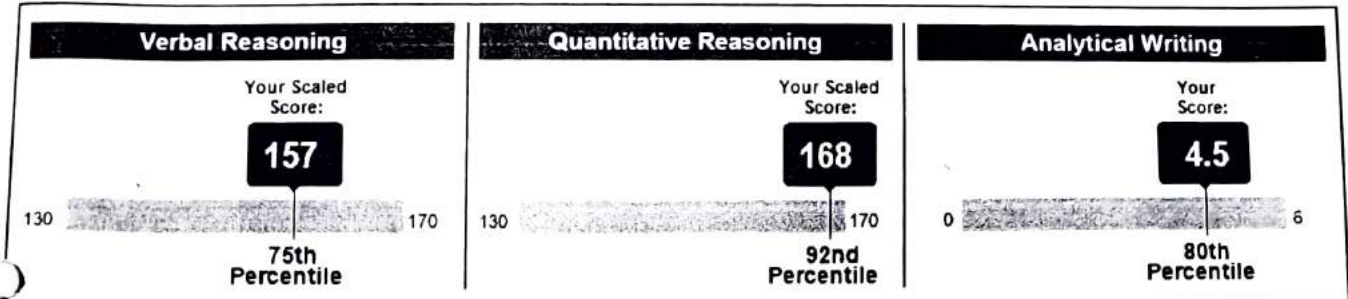 Verbal Reasoning
Your Scaled
Score:
157
130
170
75th
Percentile
Quantitative Reasoning
Your Scaled
Score:
168
130
170
92nd
Percentile
Analytical Writing
Your
Score:
4.5
0
6
80th
Percentile